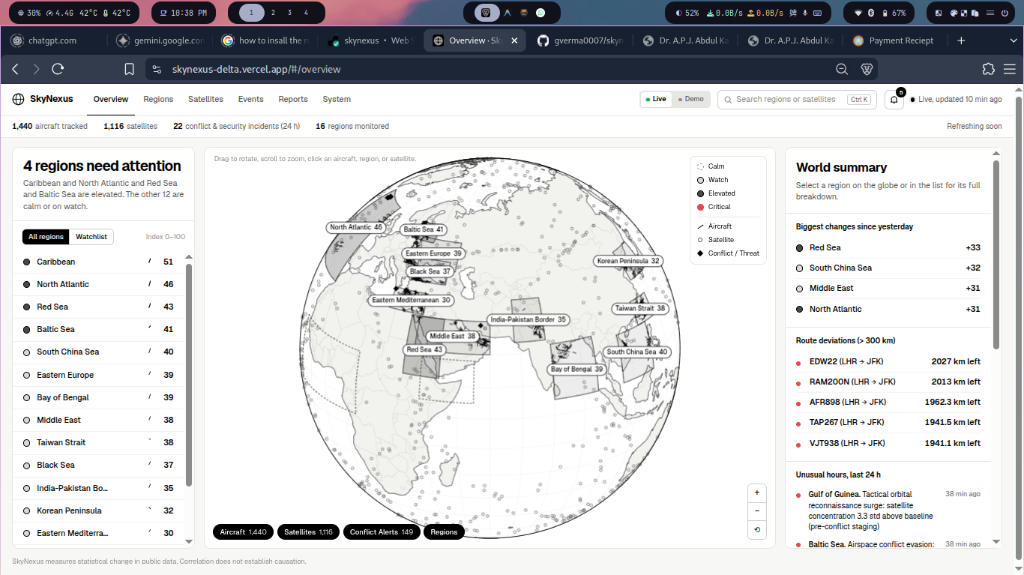 30% 4.4G 42°C 42°C
10:38 PM
1 2 3 4
52% 0.0B/s 0.0B/s
67%
chatgpt.com
gemini.google.co
how to insall the n
skynexus · Web S
Overview · Sk
gverma0007/skyn
Dr. A.P.J. Abdul Ka
Dr. A.P.J. Abdul Ka
Payment Reciept
skynexus-delta.vercel.app/#/overview
SkyNexus
Overview Regions Satellites Events Reports System
Live Demo
Search regions or satellites Ctrl K
Live, updated 10 min ago
1,440 aircraft tracked 1,116 satellites 22 conflict & security incidents (24 h) 16 regions monitored
Refreshing soon
4 regions need attention
Caribbean and North Atlantic and Red Sea
and Baltic Sea are elevated. The other 12 are
calm or on watch.
All regions Watchlist Index 0–100
Caribbean 51
North Atlantic 46
Red Sea 43
Baltic Sea 41
South China Sea 40
Eastern Europe 39
Bay of Bengal 39
Middle East 38
Taiwan Strait 38
Black Sea 37
India-Pakistan Bo... 35
Korean Peninsula 32
Eastern Mediterra... 30
Drag to rotate, scroll to zoom, click an aircraft, region, or satellite.
North Atlantic 46
Baltic Sea 41
Eastern Europe 39
Black Sea 37
Korean Peninsula 32
Eastern Mediterranean 30
Taiwan Strait 38
India-Pakistan Border 35
Middle East 38
Red Sea 43
South China Sea 40
Bay of Bengal 39
Calm
Watch
Elevated
Critical
Aircraft
Satellite
Conflict / Threat
+
−
Aircraft 1,440
Satellites 1,116
Conflict Alerts 149
Regions
World summary
Select a region on the globe or in the list for its full
breakdown.
Biggest changes since yesterday
Red Sea +33
South China Sea +32
Middle East +31
North Atlantic +31
Route deviations (> 300 km)
EDW22 (LHR → JFK) 2027 km left
RAM200N (LHR → JFK) 2013 km left
AFR898 (LHR → JFK) 1962.3 km left
TAP267 (LHR → JFK) 1941.5 km left
VJT938 (LHR → JFK) 1941.1 km left
Unusual hours, last 24 h
Gulf of Guinea. Tactical orbital 38 min ago
reconnaissance surge: satellite
concentration 3.3 std above baseline
(pre-conflict staging)
Baltic Sea. Airspace conflict evasion: 38 min ago
SkyNexus measures statistical change in public data. Correlation does not establish causation.